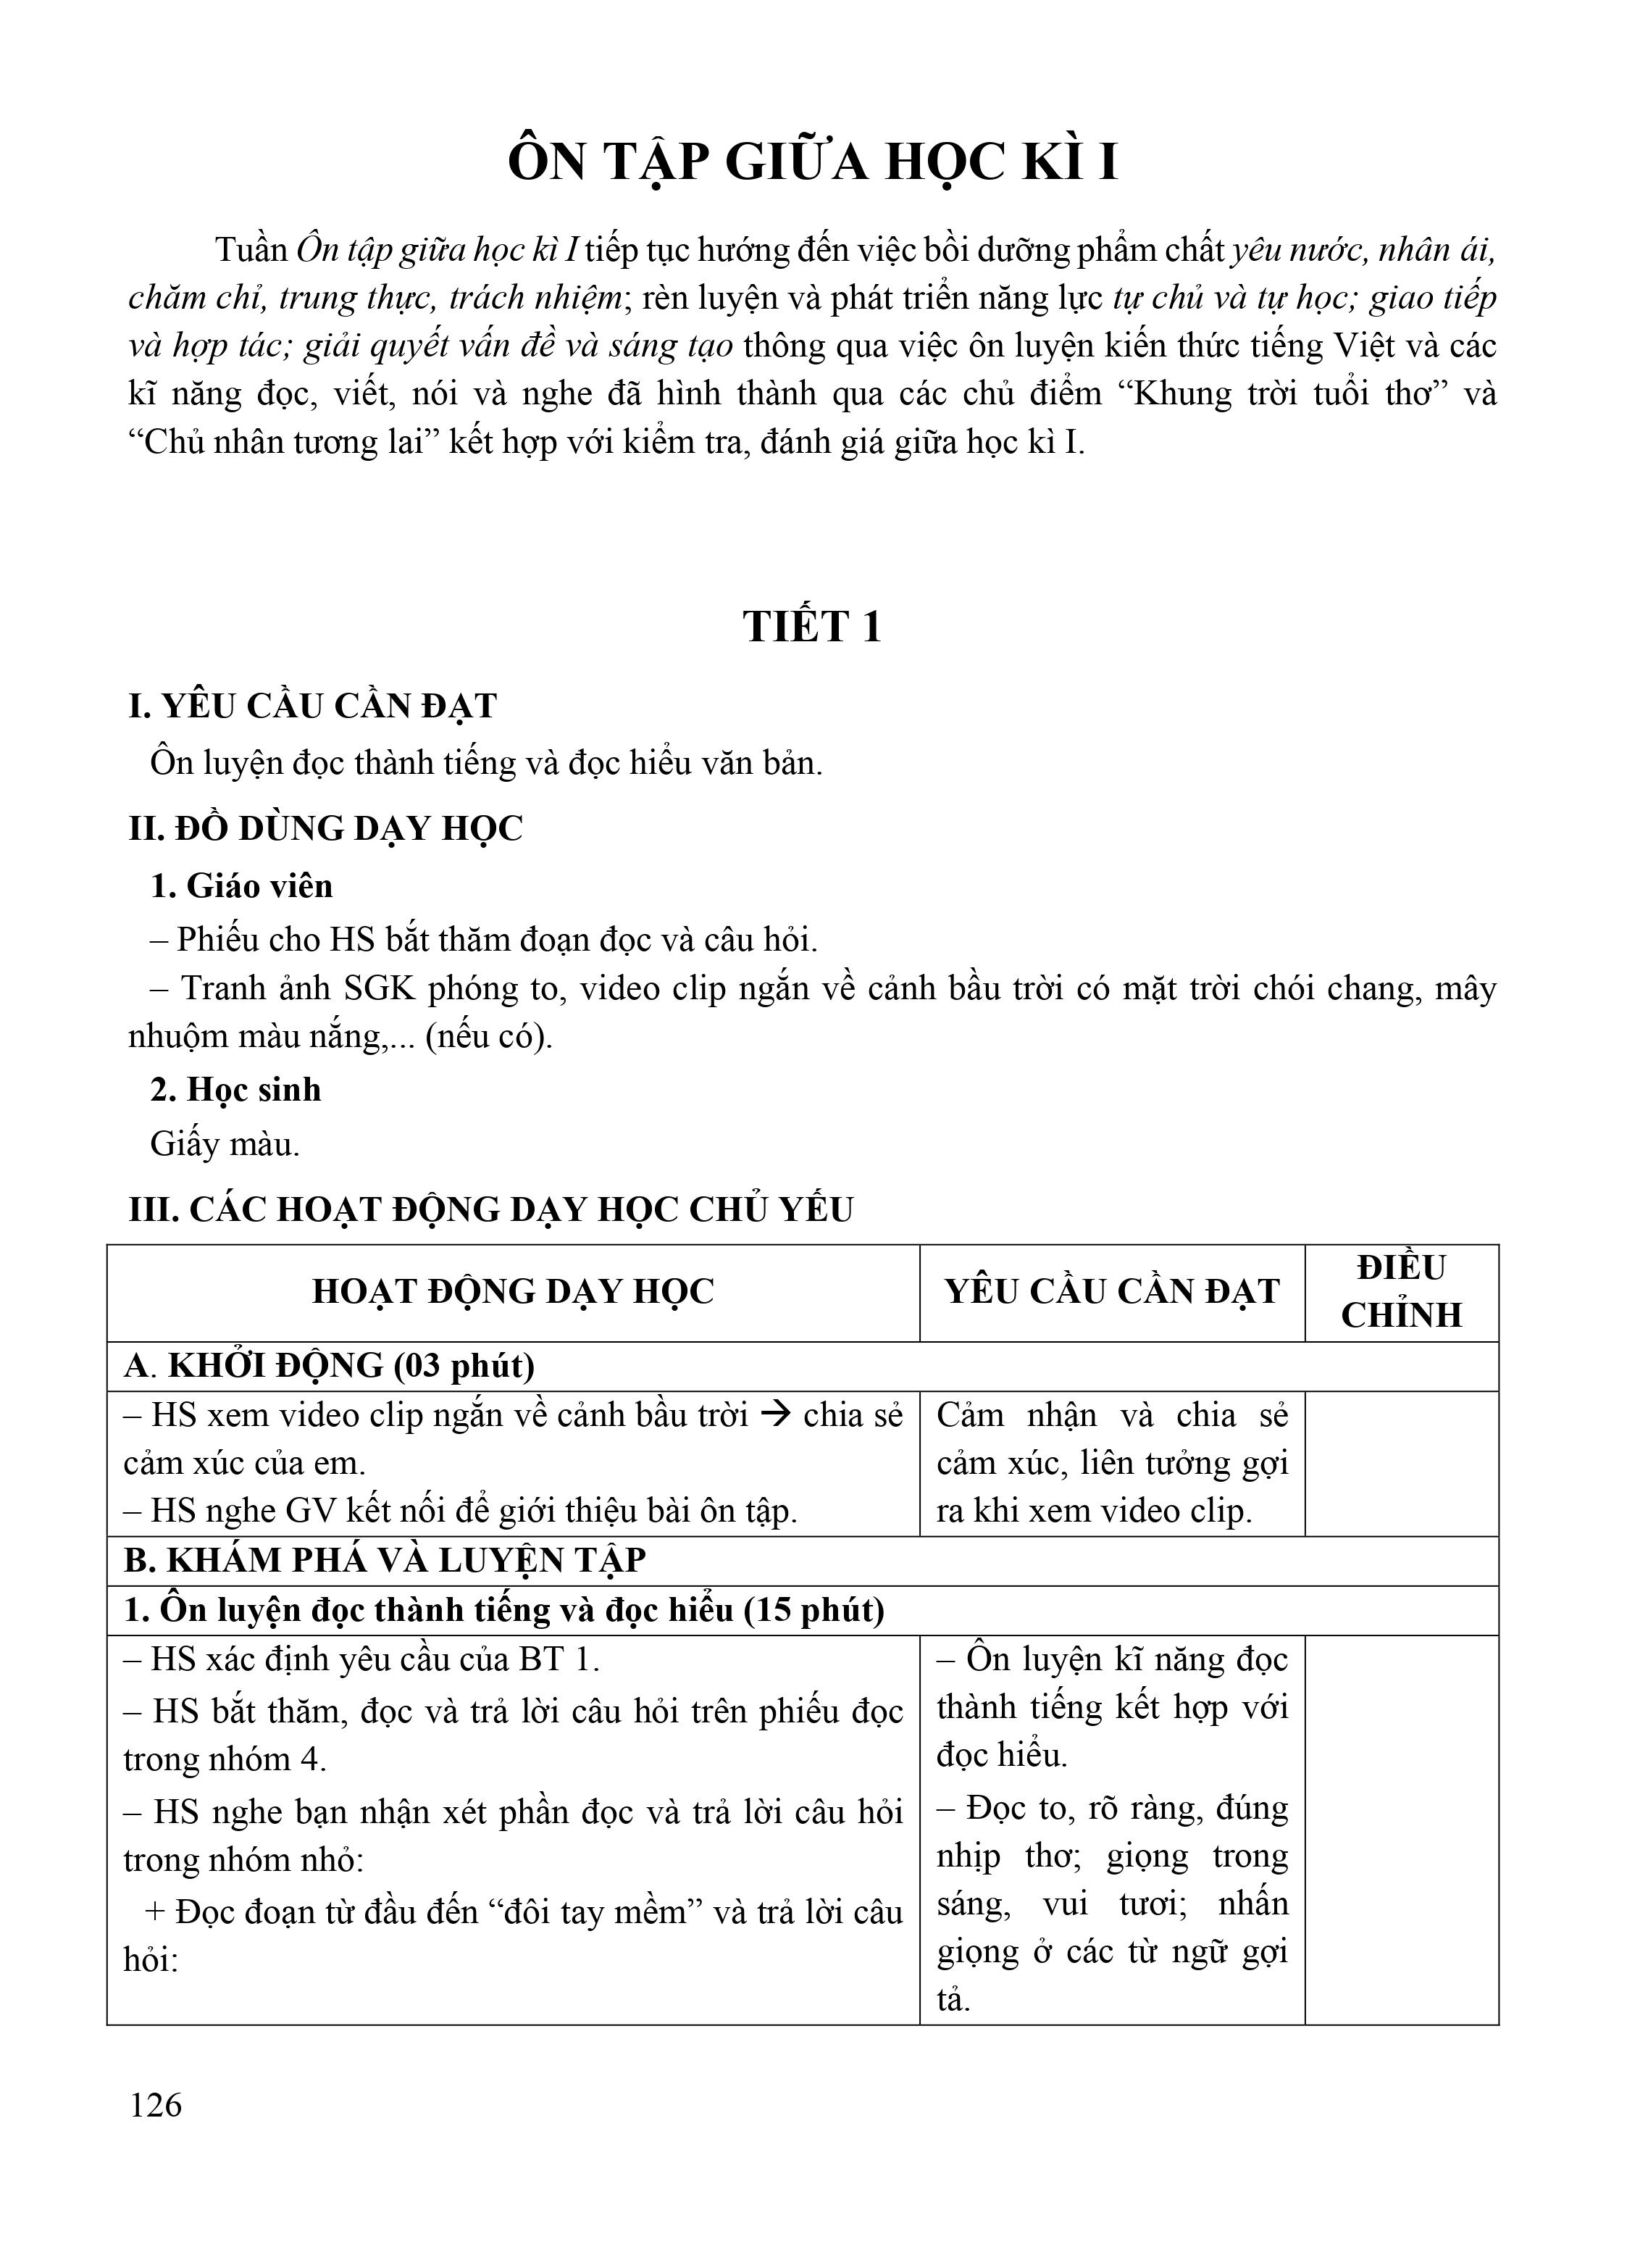 ÔN TẬP GIỮA HỌC KÌ I
Tuần Ôn tập giữa học kì I tiếp tục hướng đến việc bồi dưỡng phẩm chất yêu nước, nhân ái,
chăm chỉ, trung thực, trách nhiệm; rèn luyện và phát triển năng lực tự chủ và tự học; giao tiếp
và hợp tác; giải quyết vấn đề và sáng tạo thông qua việc ôn luyện kiến thức tiếng Việt và các
kĩ năng đọc, viết, nói và nghe đã hình thành qua các chủ điểm “Khung trời tuổi thơ” và
“Chủ nhân tương lai” kết hợp với kiểm tra, đánh giá giữa học kì I.
TIẾT 1
I. YÊU CẦU CẦN ĐẠT
Ôn luyện đọc thành tiếng và đọc hiểu văn bản.
II. ĐỒ DÙNG DẠY HỌC
1. Giáo viên
– Phiếu cho HS bắt thăm đoạn đọc và câu hỏi.
– Tranh ảnh SGK phóng to, video clip ngắn về cảnh bầu trời có mặt trời chói chang, mây
nhuộm màu nắng,... (nếu có).
2. Học sinh
Giấy màu.
III. CÁC HOẠT ĐỘNG DẠY HỌC CHỦ YẾU
HOẠT ĐỘNG DẠY HỌC
YÊU CẦU CẦN ĐẠT
ĐIỀU
CHỈNH
A. KHỞI ĐỘNG (03 phút)
– HS xem video clip ngắn về cảnh bầu trời → chia sẻ
cảm xúc của em.
– HS nghe GV kết nối để giới thiệu bài ôn tập.
Cảm nhận và chia sẻ
cảm xúc, liên tưởng gợi
ra khi xem video clip.
B. KHÁM PHÁ VÀ LUYỆN TẬP
1. Ôn luyện đọc thành tiếng và đọc hiểu (15 phút)
– HS xác định yêu cầu của BT 1.
– HS bắt thăm, đọc và trả lời câu hỏi trên phiếu đọc
trong nhóm 4.
– HS nghe bạn nhận xét phần đọc và trả lời câu hỏi
trong nhóm nhỏ:
+ Đọc đoạn từ đầu đến “đôi tay mềm” và trả lời câu
hỏi:
– Ôn luyện kĩ năng đọc
thành tiếng kết hợp với
đọc hiểu.
– Đọc to, rõ ràng, đúng
nhịp thơ; giọng trong
sáng, vui tươi; nhấn
giọng ở các từ ngữ gợi
tả.
126